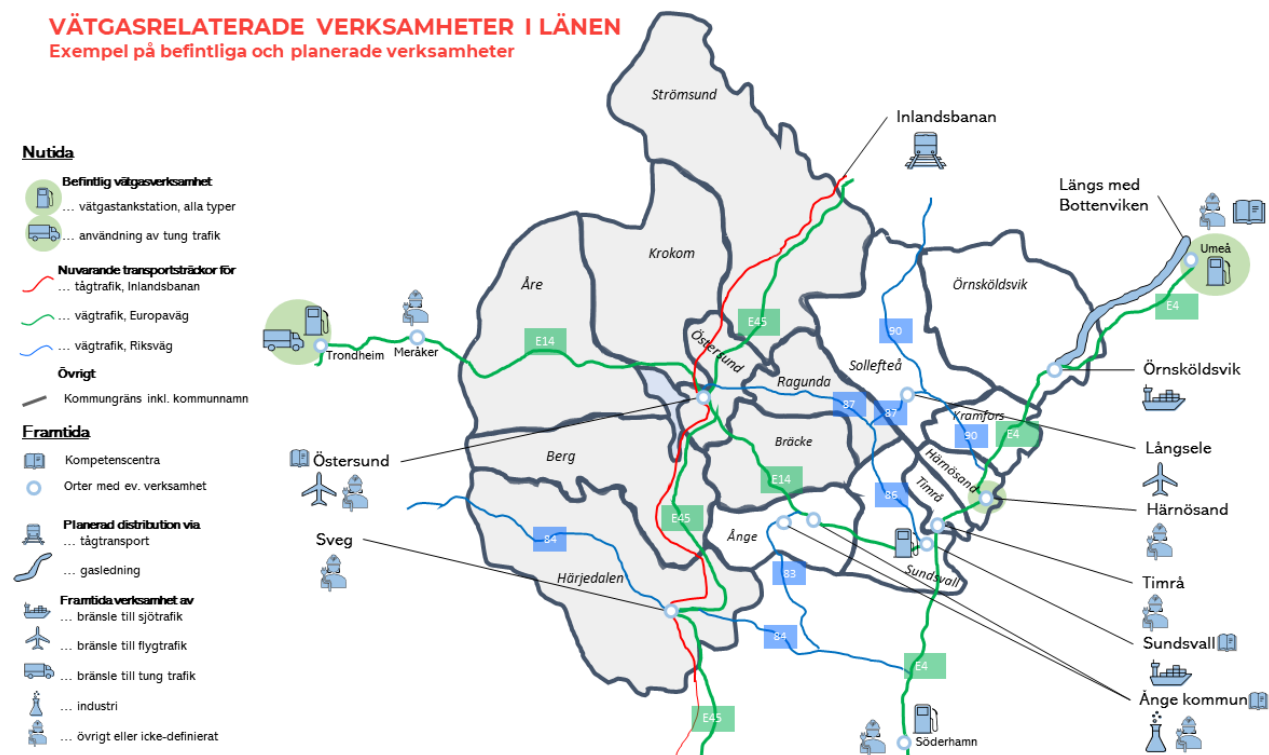 VÄTGASRELATERADE VERKSAMHETER I LÄNEN
Exempel på befintliga och planerade verksamheter
Nutida
Befintlig vätgasverksamhet
... vätgastankstation, alla typer
... användning av tung trafik
Nuvarande transportsträckor för
... tågtrafik, Inlandsbanan
... vägtrafik, Europaväg
... vägtrafik, Riksväg
Övrigt
Kommungräns inkl. kommunnamn
Framtida
Kompetenscentra
Orter med ev. verksamhet
Planerad distribution via
... tågtransport
... gasledning
Framtida verksamhet av
... bränsle till sjötrafik
... bränsle till flygtrafik
... bränsle till tung trafik
... industri
... övrigt eller icke-definierat
Strömsund
Krokom
Åre
Östersund
Ragunda
Sollefteå
Örnsköldsvik
Kramfors
Härnösand
Timrå
Sundsvall
Bräcke
Berg
Ånge
Härjedalen
Trondheim
Meråker
Umeå
Söderhamn
E14
E45
E4
90
87
87
90
E4
E14
86
E45
84
83
84
E4
E45
Inlandsbanan
Längs med
Bottenviken
Örnsköldsvik
Långsele
Härnösand
Timrå
Sundsvall
Ånge kommun
Östersund
Sveg